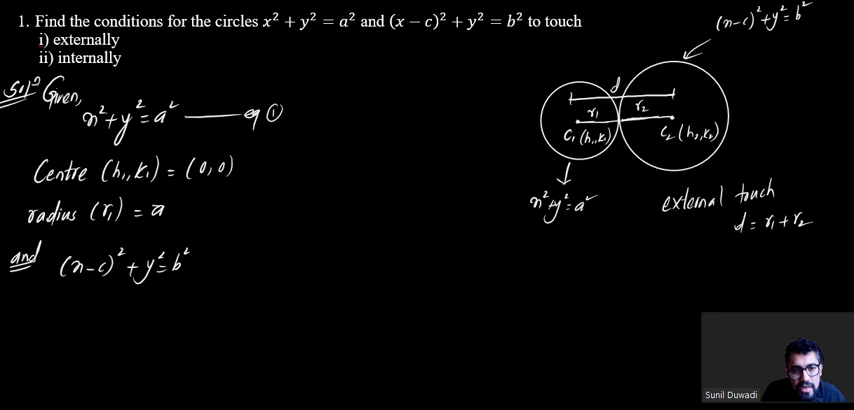 1. Find the conditions for the circles x² + y² = a² and (x − c)² + y² = b² to touch
i) externally
ii) internally
Solⁿ Given,
x² + y² = a² —— eq ①
Centre (h₁, k₁) = (0, 0)
radius (r₁) = a
and (x-c)² + y² = b²
(x-c)² + y² = b²
d
r₁ r₂
C₁ (h₁, k₁) C₂ (h₂, k₂)
x² + y² = a²
external touch
d = r₁ + r₂
Sunil Duwadi